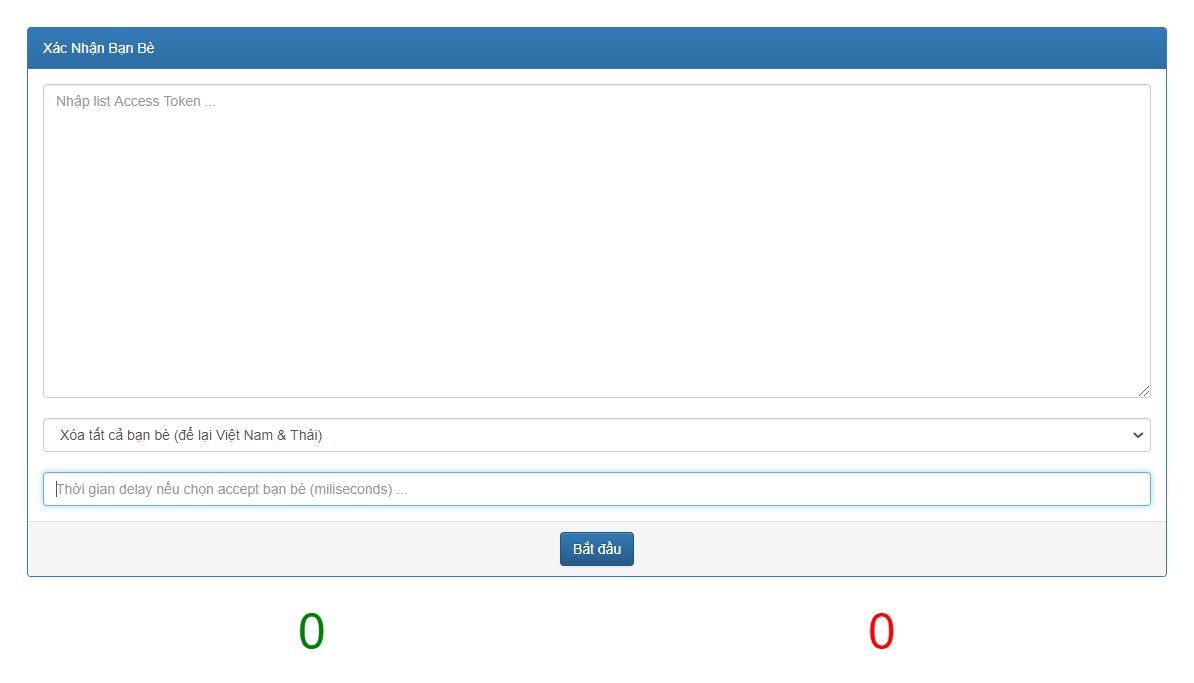 Xác Nhận Bạn Bè
Nhập list Access Token ...
Xóa tất cả bạn bè (để lại Việt Nam & Thái)
Thời gian delay nếu chọn accept bạn bè (miliseconds) ...
Bắt đầu
0
0